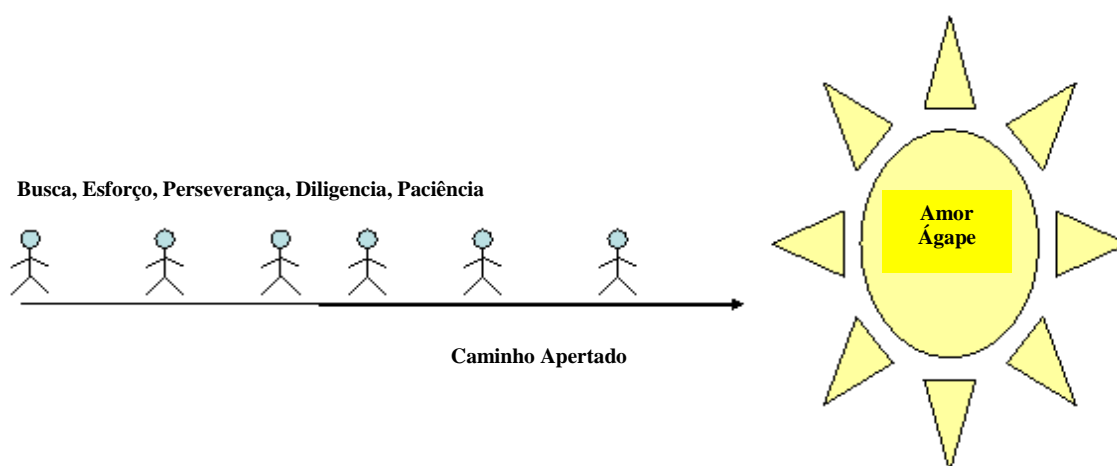 Busca, Esforço, Perseverança, Diligencia, Paciência
Amor
Ágape
Caminho Apertado